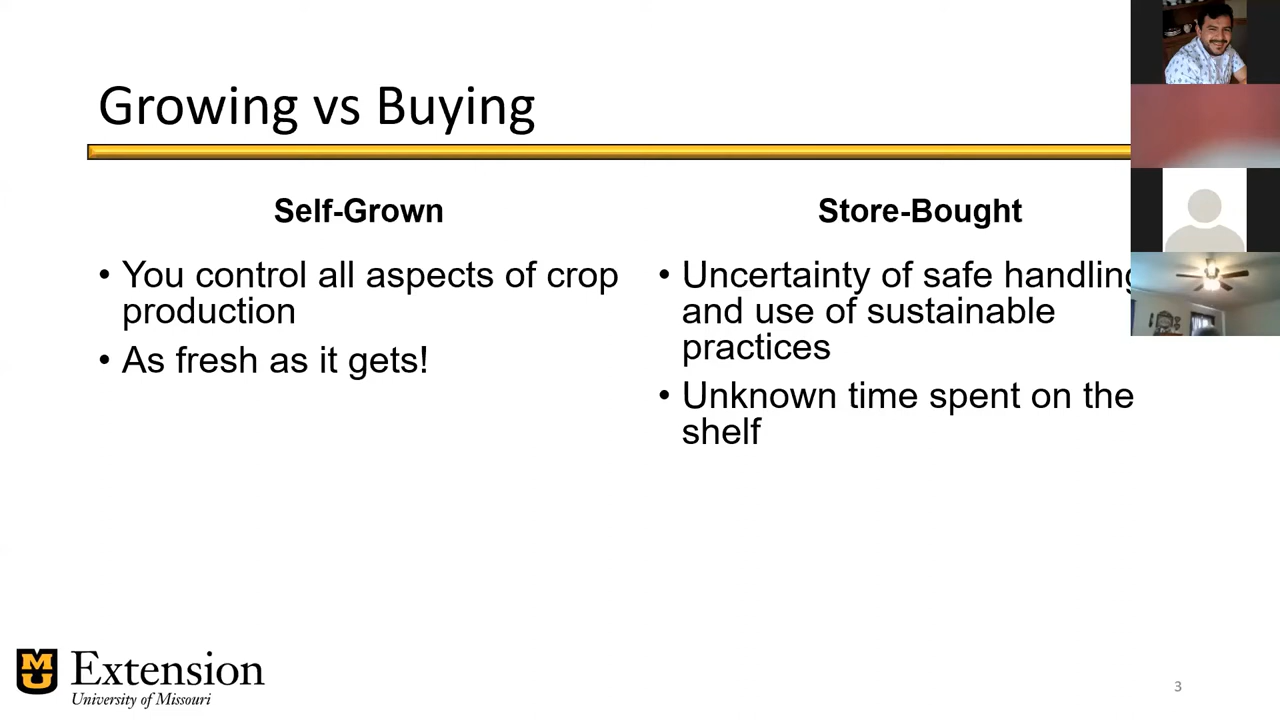 Growing vs Buying
Self-Grown
• You control all aspects of crop
production
• As fresh as it gets!
Store-Bought
• Uncertainty of safe handling
and use of sustainable
practices
• Unknown time spent on the
shelf
MU
Extension
University of Missouri
3